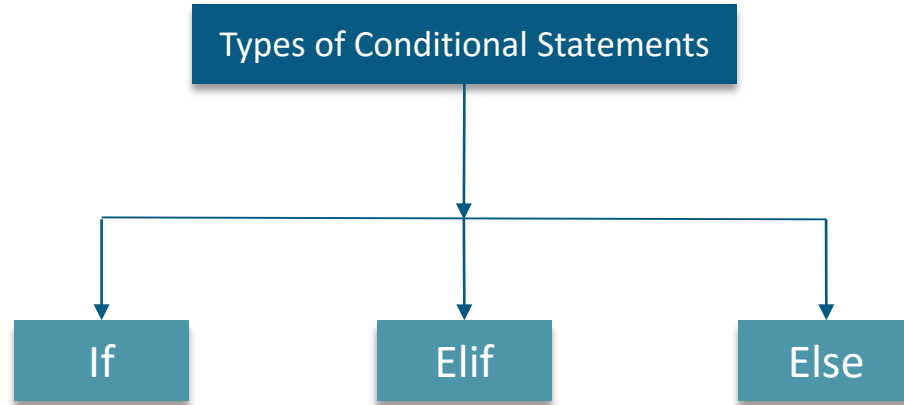 Types of Conditional Statements
If
Elif
Else